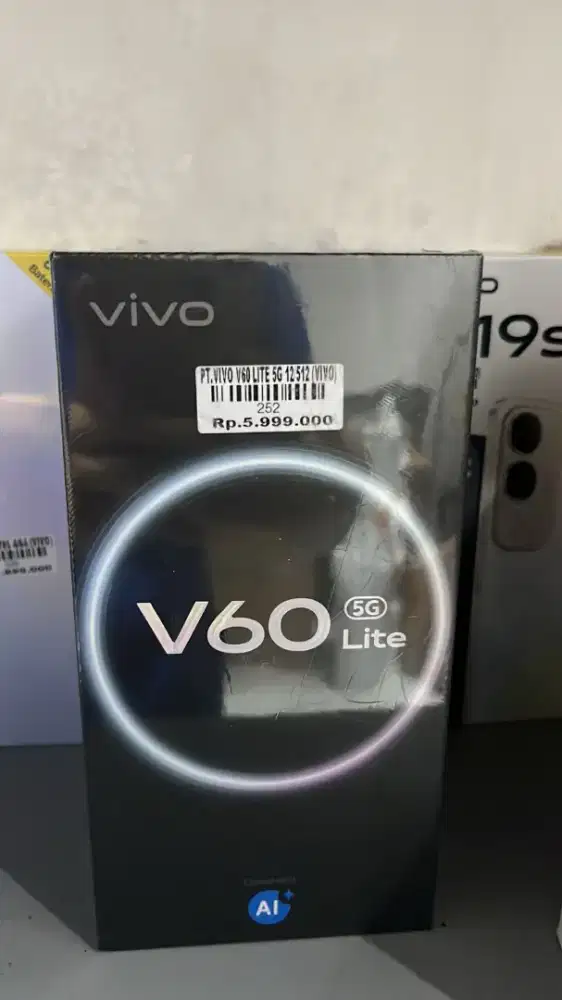 vivo
PT.VIVO V60 LITE 5G 12 512 (VIVO)
252
Rp.5.999.000
V60 5G Lite
AI
19s